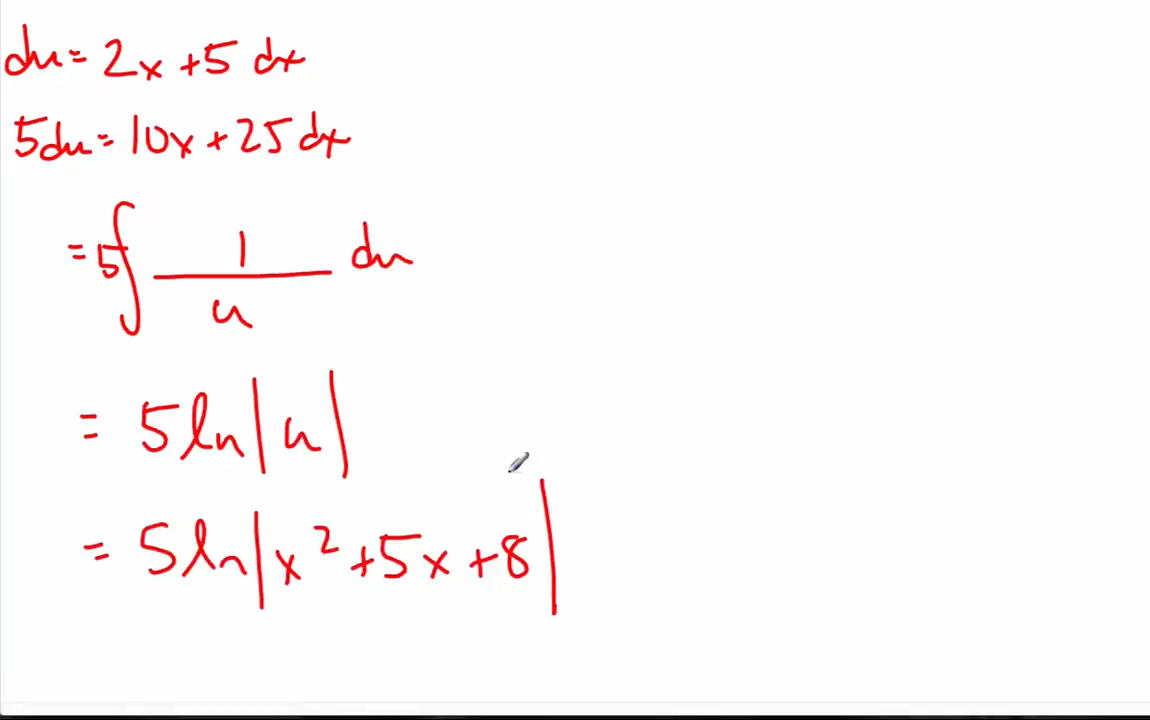 du = 2x + 5 dx
5du = 10x + 25 dx
= 5∫ 1/u du
= 5 ln|u|
= 5 ln|x² + 5x + 8|